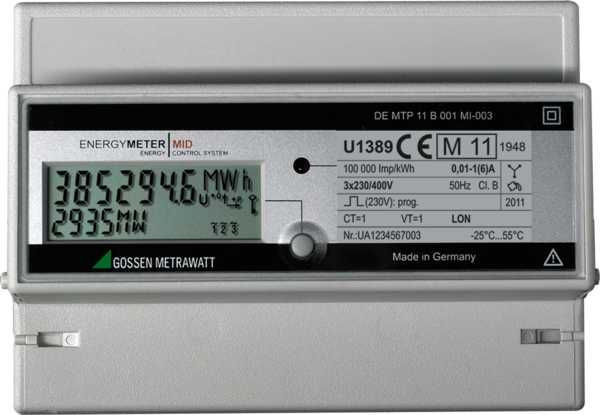 DE MTP 11 B 001 MI-003
ENERGYMETER MID
ENERGY CONTROL SYSTEM
U1389 CE M 11 1948
100 000 Imp/kWh 0,01-1(6)A
3x230/400V 50Hz Cl. B
(230V): prog. 2011
CT=1 VT=1 LON
Nr.:UA1234567003 -25°C...55°C
385294.6 MWh
2935MW 123
GOSSEN METRAWATT
Made in Germany